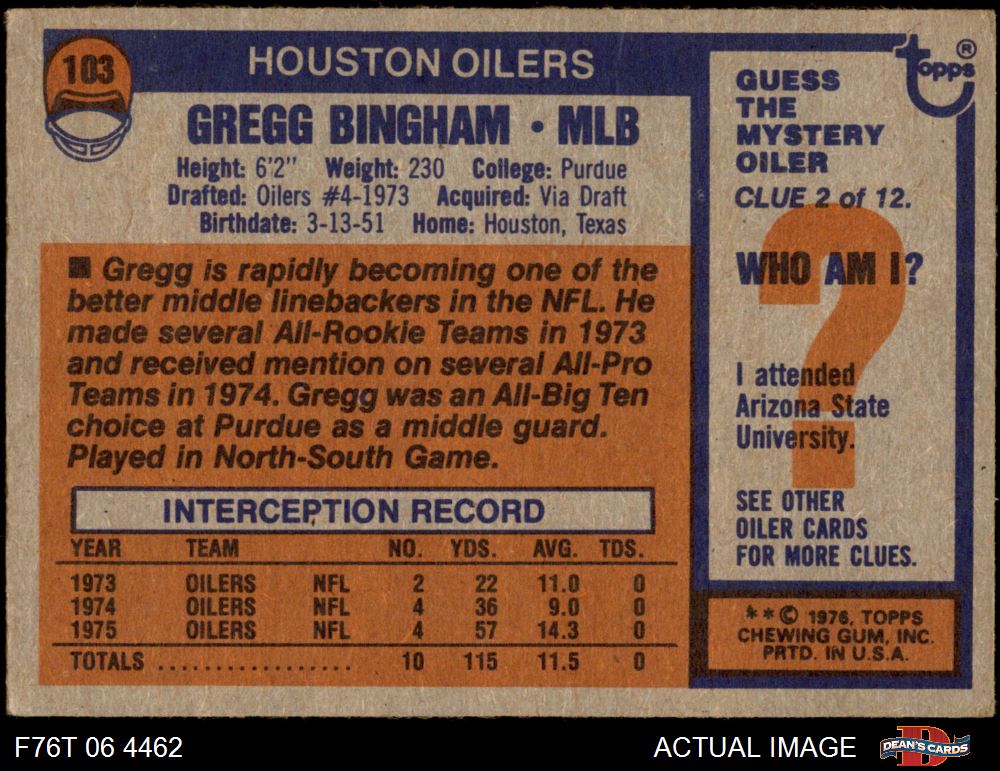 103
HOUSTON OILERS
GREGG BINGHAM • MLB
Height: 6'2" Weight: 230 College: Purdue
Drafted: Oilers #4-1973 Acquired: Via Draft
Birthdate: 3-13-51 Home: Houston, Texas
■ Gregg is rapidly becoming one of the
better middle linebackers in the NFL. He
made several All-Rookie Teams in 1973
and received mention on several All-Pro
Teams in 1974. Gregg was an All-Big Ten
choice at Purdue as a middle guard.
Played in North-South Game.
INTERCEPTION RECORD
YEAR TEAM NO. YDS. AVG. TDS.
1973 OILERS NFL 2 22 11.0 0
1974 OILERS NFL 4 36 9.0 0
1975 OILERS NFL 4 57 14.3 0
TOTALS .................. 10 115 11.5 0
topps ®
GUESS
THE
MYSTERY
OILER
CLUE 2 of 12.
?
WHO AM I?
I attended
Arizona State
University.
SEE OTHER
OILER CARDS
FOR MORE CLUES.
**© 1976, TOPPS
CHEWING GUM, INC.
PRTD. IN U.S.A.
F76T 06 4462
ACTUAL IMAGE
DEAN'S CARDS